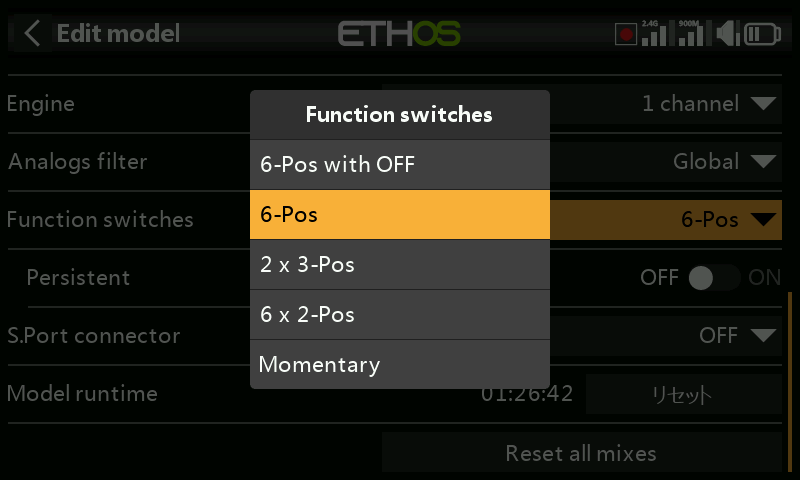 Edit model
ETHOS
2.4G
900M
Engine
1 channel
Function switches
6-Pos with OFF
6-Pos
2 x 3-Pos
6 x 2-Pos
Momentary
Analogs filter
Global
Function switches
6-Pos
Persistent
OFF
ON
S.Port connector
OFF
Model runtime
01:26:42
リセット
Reset all mixes